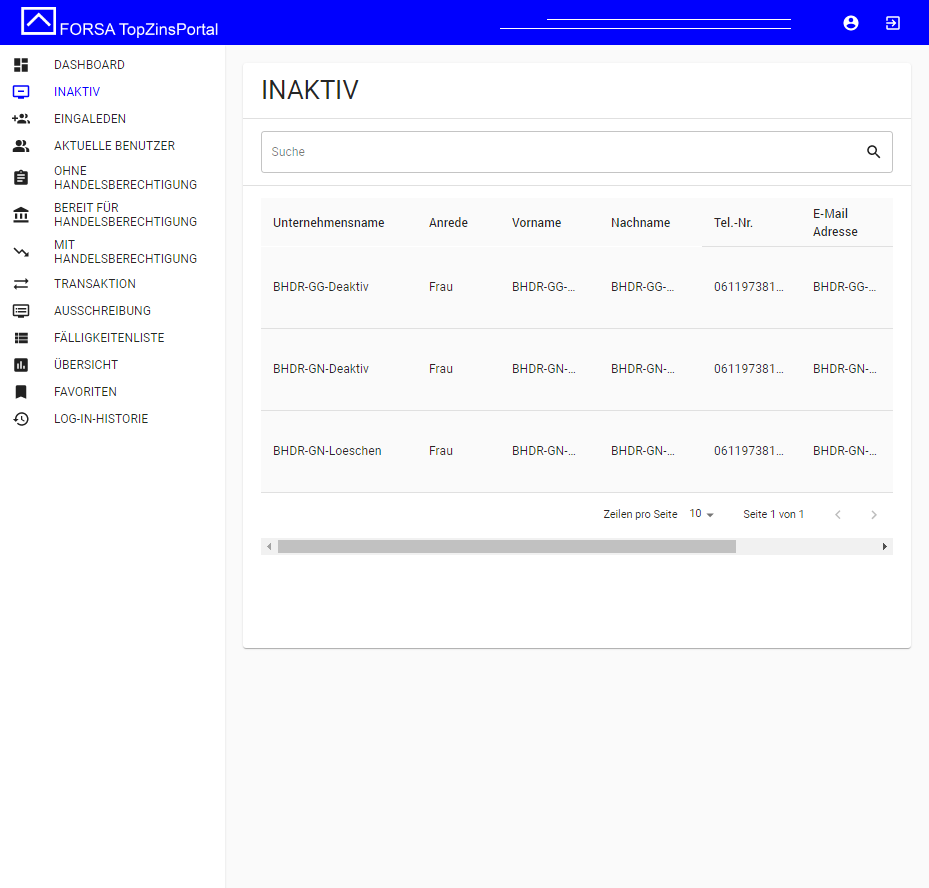 FORSA TopZinsPortal
DASHBOARD
INAKTIV
EINGALEDEN
AKTUELLE BENUTZER
OHNE
HANDELSBERECHTIGUNG
BEREIT FÜR
HANDELSBERECHTIGUNG
MIT
HANDELSBERECHTIGUNG
TRANSAKTION
AUSSCHREIBUNG
FÄLLIGKEITENLISTE
ÜBERSICHT
FAVORITEN
LOG-IN-HISTORIE
INAKTIV
Suche
Unternehmensname Anrede Vorname Nachname Tel.-Nr. E-Mail
Adresse
BHDR-GG-Deaktiv Frau BHDR-GG-... BHDR-GG-... 061197381... BHDR-GG-...
BHDR-GN-Deaktiv Frau BHDR-GN-... BHDR-GN-... 061197381... BHDR-GN-...
BHDR-GN-Loeschen Frau BHDR-GN-... BHDR-GN-... 061197381... BHDR-GN-...
Zeilen pro Seite 10 Seite 1 von 1